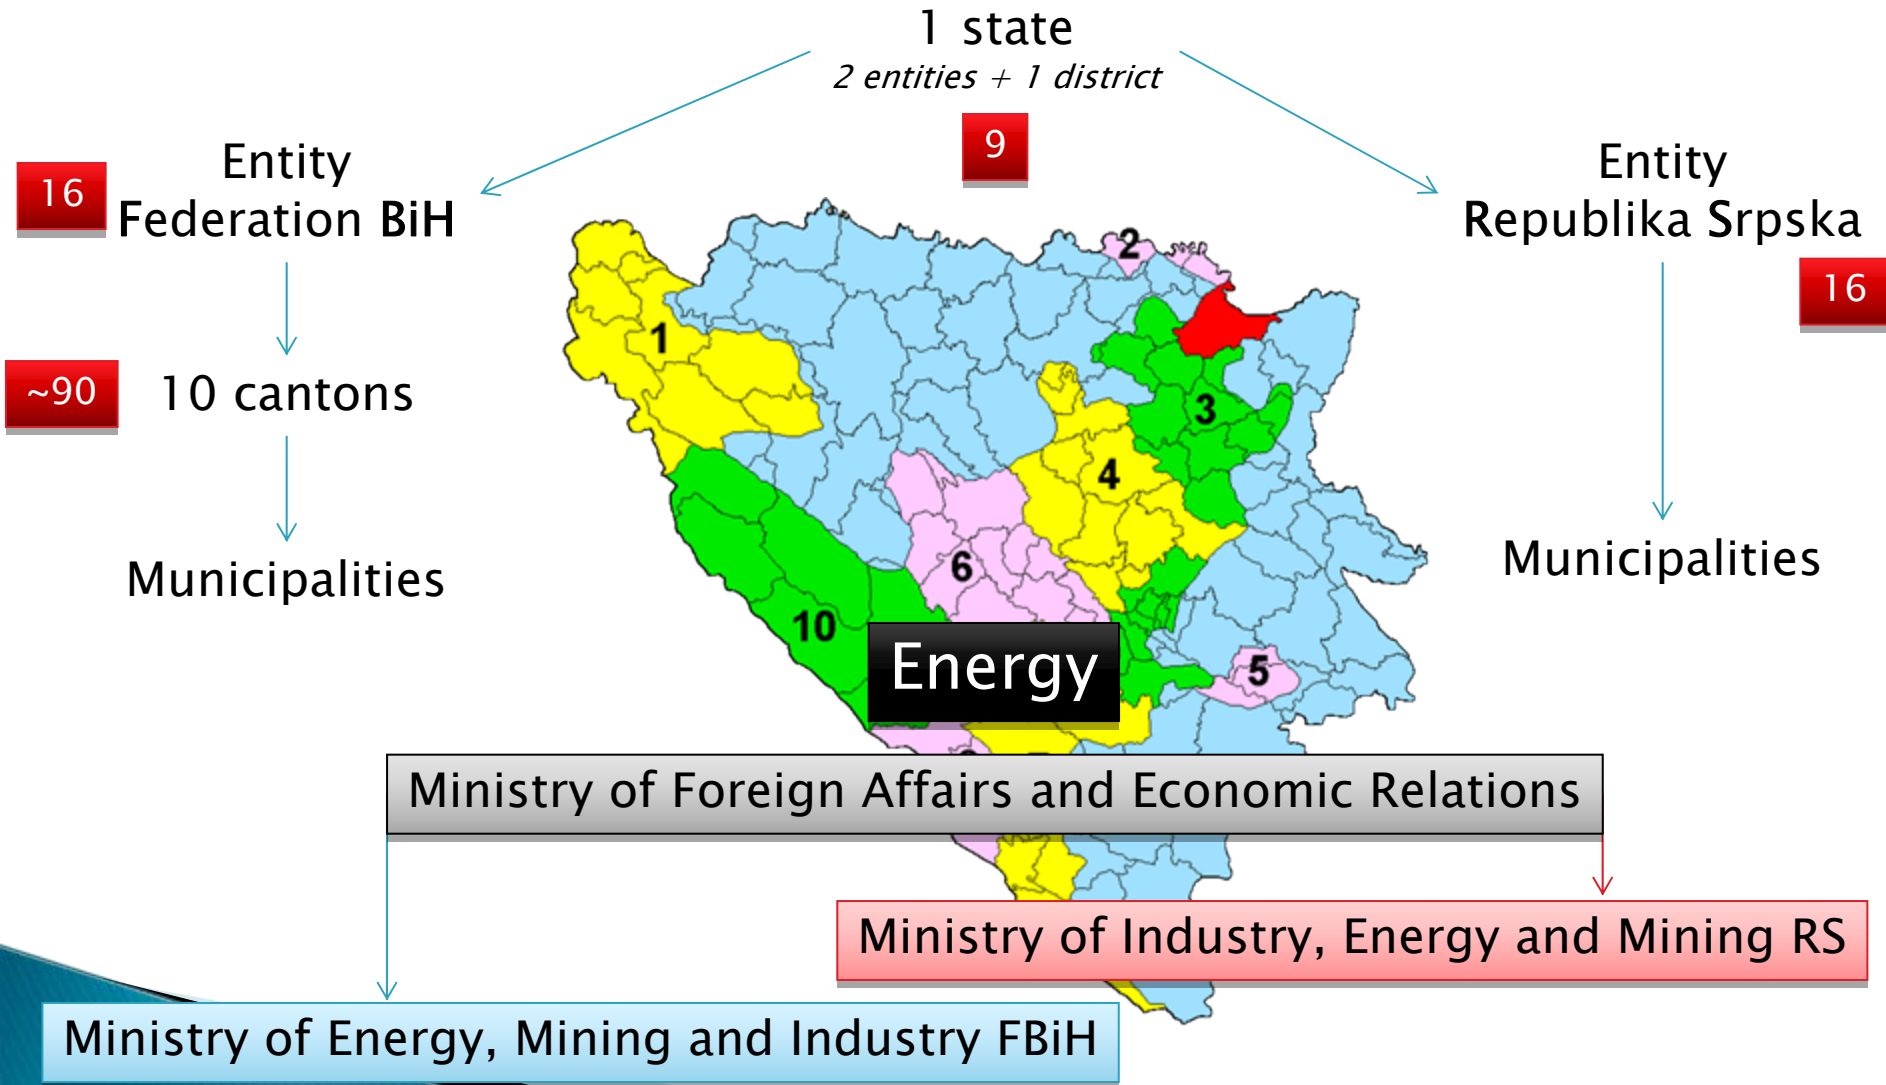 1 state
2 entities + 1 district
9
Entity
Federation BiH
16
Entity
Republika Srpska
16
~90
10 cantons
Municipalities
Municipalities
1
2
3
4
5
6
10
Energy
Ministry of Foreign Affairs and Economic Relations
Ministry of Industry, Energy and Mining RS
Ministry of Energy, Mining and Industry FBiH